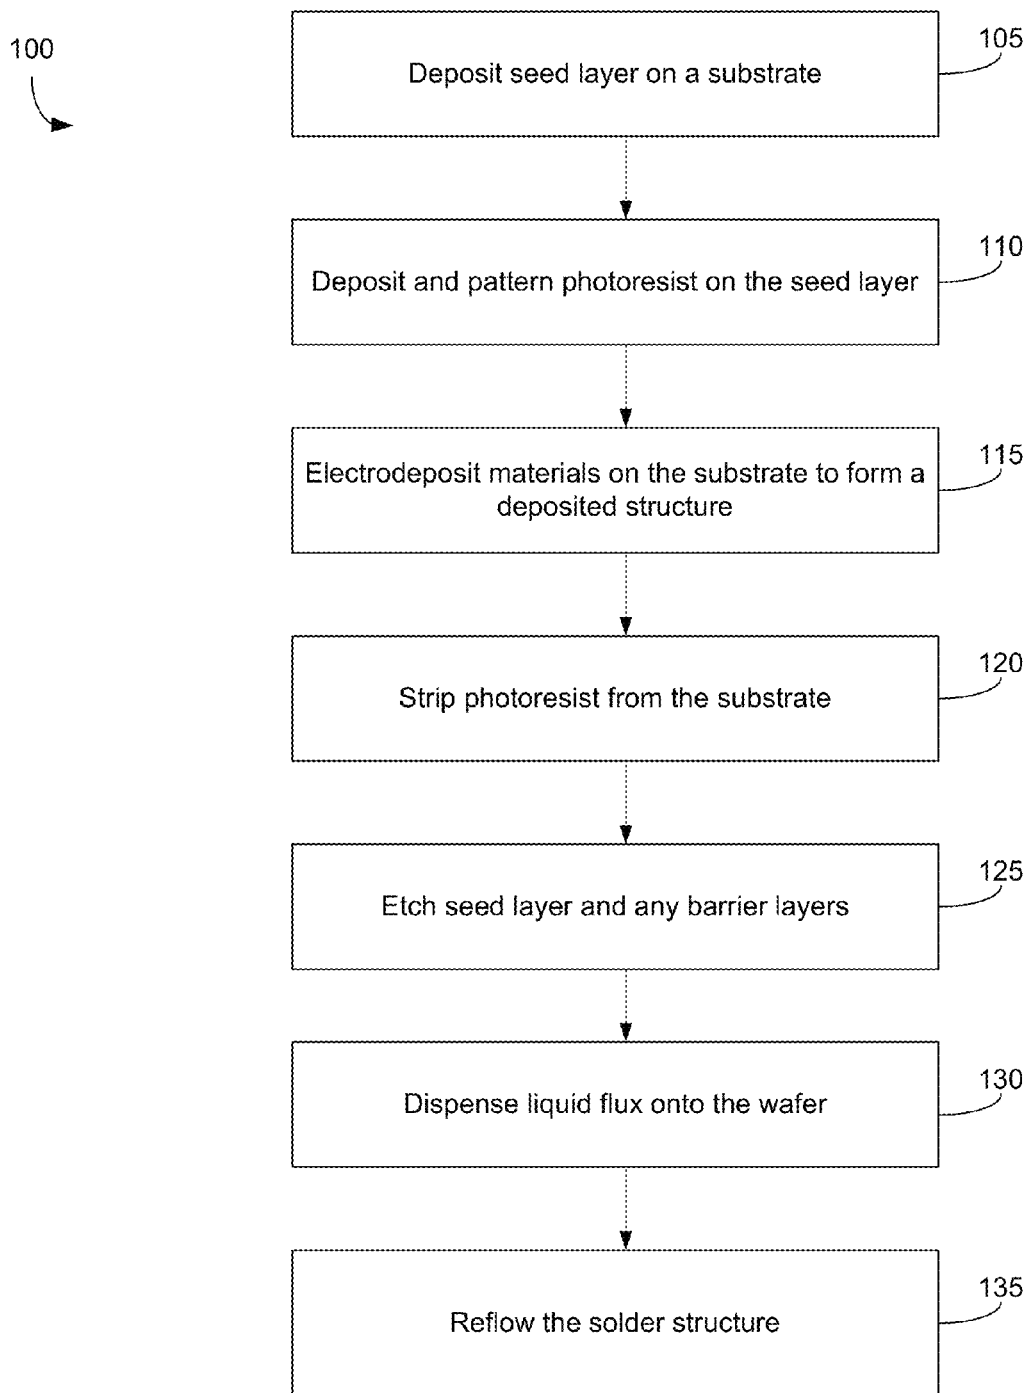 100
105
Deposit seed layer on a substrate
110
Deposit and pattern photoresist on the seed layer
115
Electrodeposit materials on the substrate to form a
deposited structure
120
Strip photoresist from the substrate
125
Etch seed layer and any barrier layers
130
Dispense liquid flux onto the wafer
135
Reflow the solder structure